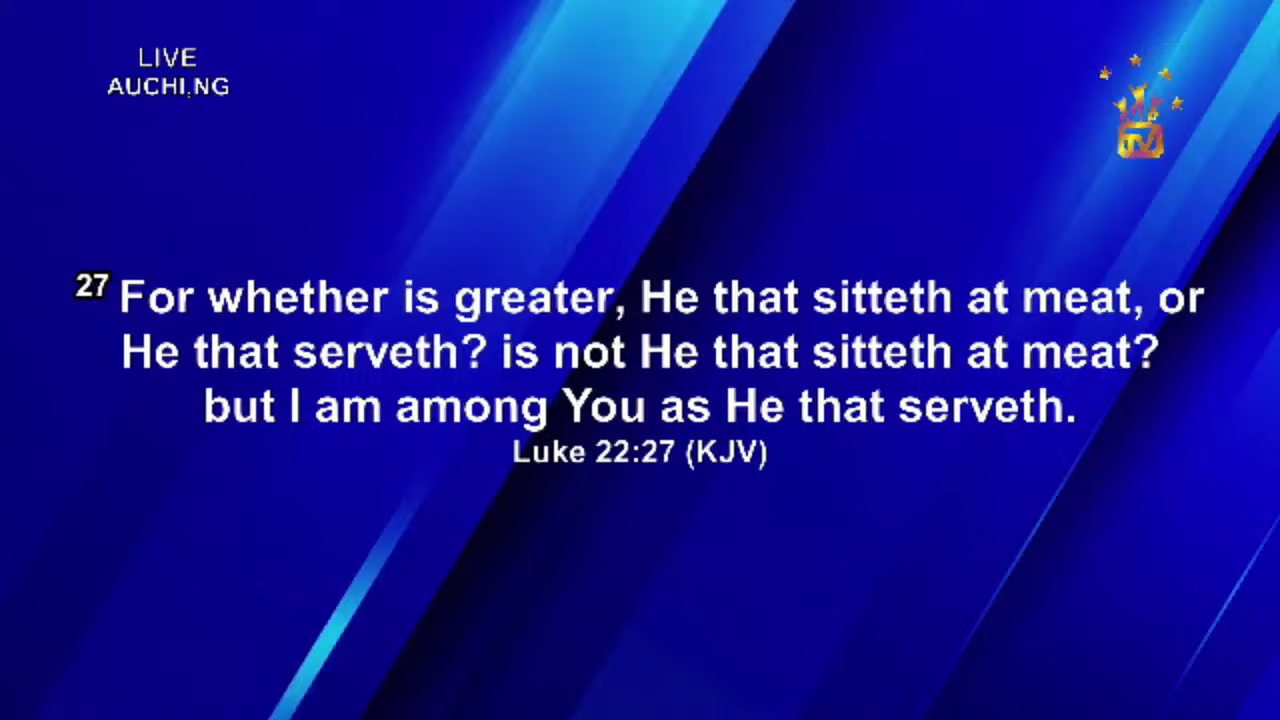 LIVE
AUCHI,NG
TV
27 For whether is greater, He that sitteth at meat, or
He that serveth? is not He that sitteth at meat?
but I am among You as He that serveth.
Luke 22:27 (KJV)